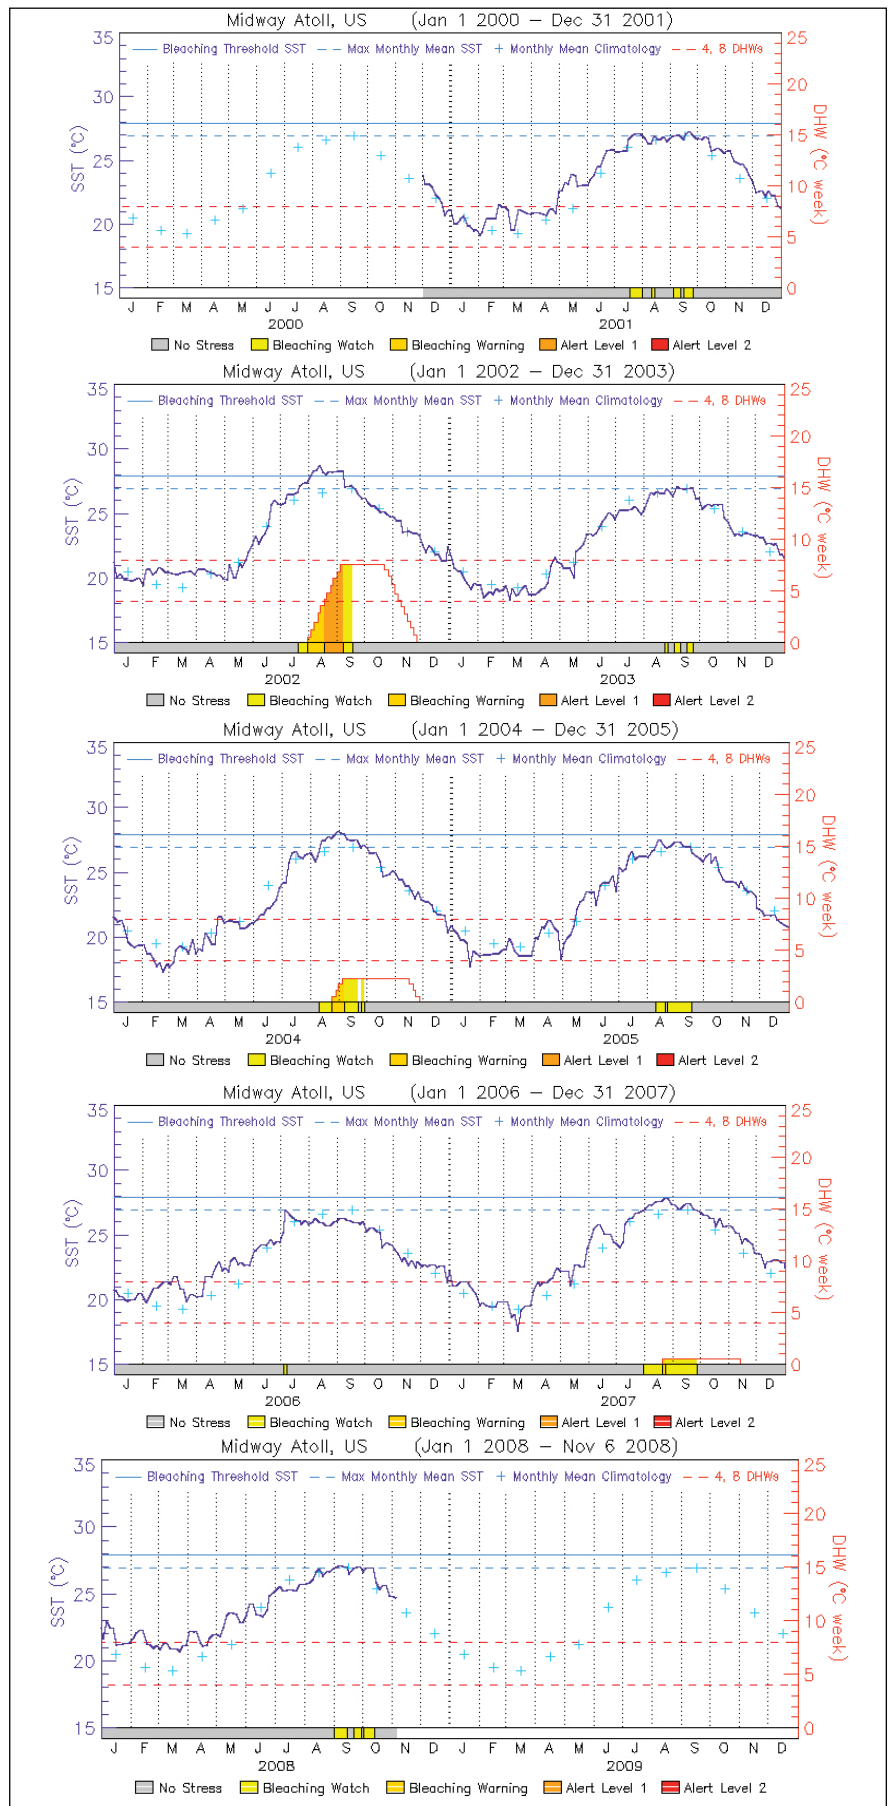 Midway Atoll, US (Jan 1 2000 – Dec 31 2001)
Bleaching Threshold SST Max Monthly Mean SST Monthly Mean Climatology 4, 8 DHWs
SST (°C)
35
30
25
20
15
DHW (°C week)
25
20
15
10
5
0
J F M A M J J A S O N D J F M A M J J A S O N D
2000 2001
No Stress Bleaching Watch Bleaching Warning Alert Level 1 Alert Level 2
Midway Atoll, US (Jan 1 2002 – Dec 31 2003)
Bleaching Threshold SST Max Monthly Mean SST Monthly Mean Climatology 4, 8 DHWs
SST (°C)
35
30
25
20
15
DHW (°C week)
25
20
15
10
5
0
J F M A M J J A S O N D J F M A M J J A S O N D
2002 2003
No Stress Bleaching Watch Bleaching Warning Alert Level 1 Alert Level 2
Midway Atoll, US (Jan 1 2004 – Dec 31 2005)
Bleaching Threshold SST Max Monthly Mean SST Monthly Mean Climatology 4, 8 DHWs
SST (°C)
35
30
25
20
15
DHW (°C week)
25
20
15
10
5
0
J F M A M J J A S O N D J F M A M J J A S O N D
2004 2005
No Stress Bleaching Watch Bleaching Warning Alert Level 1 Alert Level 2
Midway Atoll, US (Jan 1 2006 – Dec 31 2007)
Bleaching Threshold SST Max Monthly Mean SST Monthly Mean Climatology 4, 8 DHWs
SST (°C)
35
30
25
20
15
DHW (°C week)
25
20
15
10
5
0
J F M A M J J A S O N D J F M A M J J A S O N D
2006 2007
No Stress Bleaching Watch Bleaching Warning Alert Level 1 Alert Level 2
Midway Atoll, US (Jan 1 2008 – Nov 6 2008)
Bleaching Threshold SST Max Monthly Mean SST Monthly Mean Climatology 4, 8 DHWs
SST (°C)
35
30
25
20
15
DHW (°C week)
25
20
15
10
5
0
J F M A M J J A S O N D J F M A M J J A S O N D
2008 2009
No Stress Bleaching Watch Bleaching Warning Alert Level 1 Alert Level 2